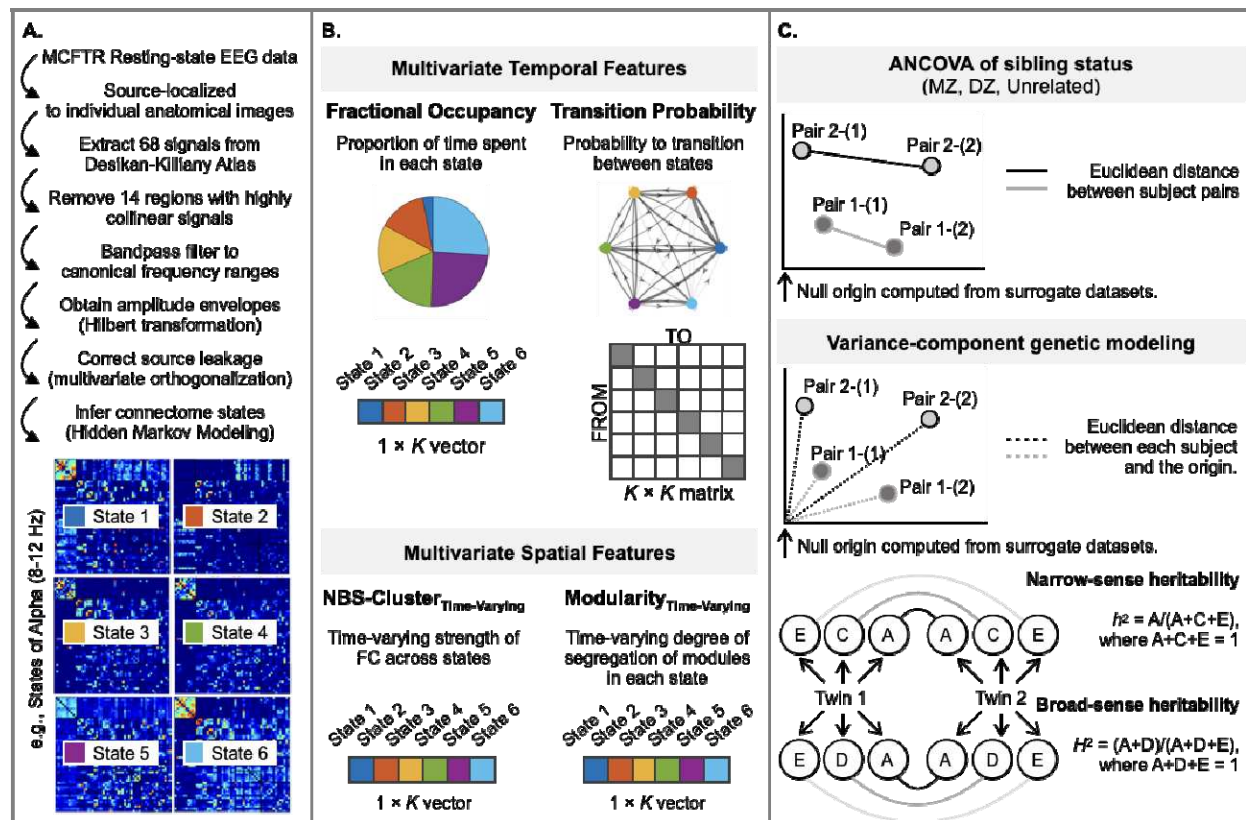 A.
MCFTR Resting-state EEG data
Source-localized
to individual anatomical images
Extract 68 signals from
Desikan-Killiany Atlas
Remove 14 regions with highly
collinear signals
Bandpass filter to
canonical frequency ranges
Obtain amplitude envelopes
(Hilbert transformation)
Correct source leakage
(multivariate orthogonalization)
Infer connectome states
(Hidden Markov Modeling)
e.g., States of Alpha (8-12 Hz)
State 1
State 2
State 3
State 4
State 5
State 6
B.
Multivariate Temporal Features
Fractional Occupancy
Proportion of time spent
in each state
State 1
State 2
State 3
State 4
State 5
State 6
1 × K vector
Transition Probability
Probability to transition
between states
TO
FROM
K × K matrix
Multivariate Spatial Features
NBS-ClusterTime-Varying
Time-varying strength of
FC across states
State 1
State 2
State 3
State 4
State 5
State 6
1 × K vector
ModularityTime-Varying
Time-varying degree of
segregation of modules
in each state
State 1
State 2
State 3
State 4
State 5
State 6
1 × K vector
C.
ANCOVA of sibling status
(MZ, DZ, Unrelated)
Pair 2-(1)
Pair 2-(2)
Pair 1-(1)
Pair 1-(2)
Euclidean distance
between subject pairs
Null origin computed from surrogate datasets.
Variance-component genetic modeling
Pair 2-(1)
Pair 2-(2)
Pair 1-(1)
Pair 1-(2)
Euclidean distance
between each subject
and the origin.
Null origin computed from surrogate datasets.
Narrow-sense heritability
E C A A C E
h² = A/(A+C+E),
where A+C+E = 1
Twin 1
Twin 2
Broad-sense heritability
E D A A D E
H² = (A+D)/(A+D+E),
where A+D+E = 1